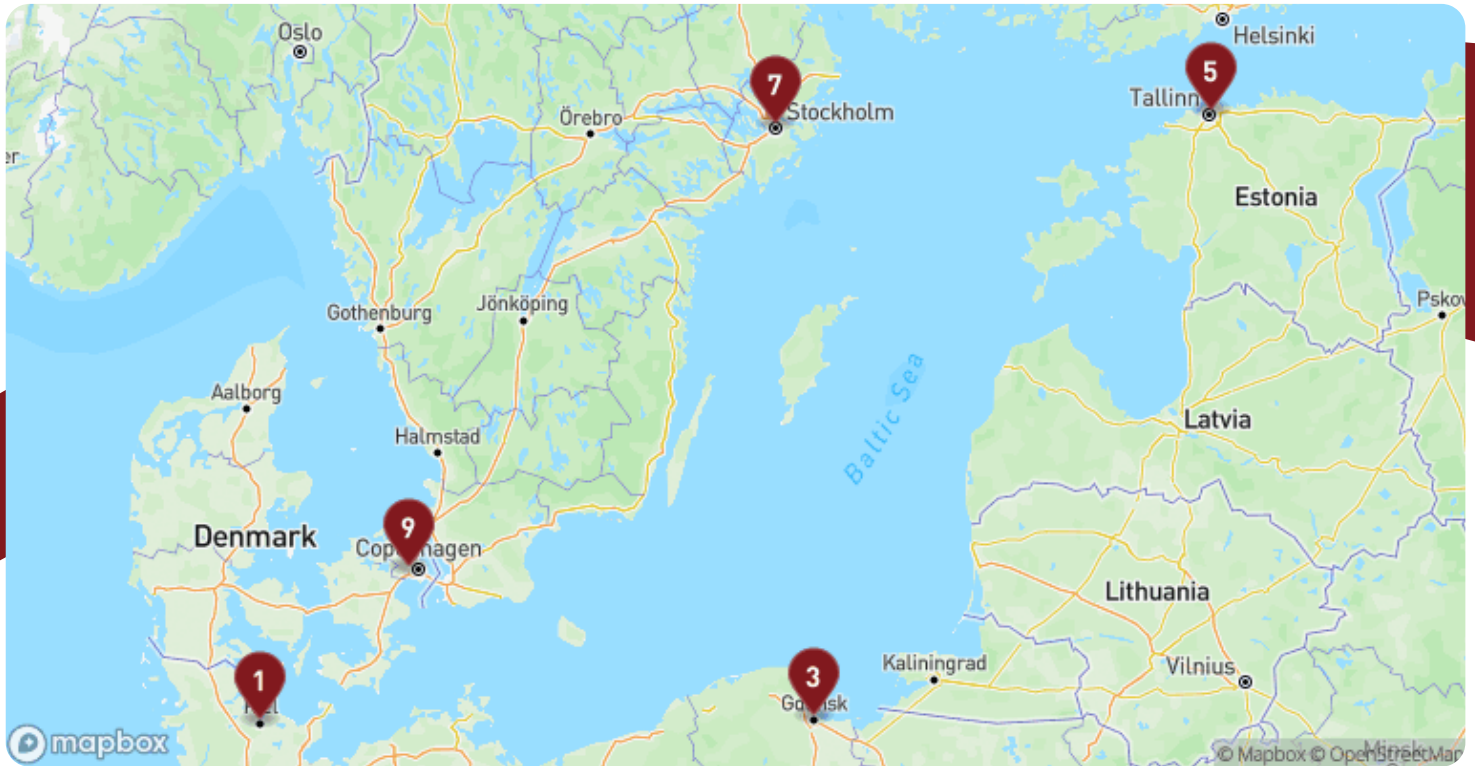 Oslo
Helsinki
7
5
Stockholm
Tallinn
Örebro
Estonia
Jönköping
Gothenburg
Baltic Sea
Aalborg
Latvia
Halmstad
9
Denmark
Copenhagen
Lithuania
1
3
Kaliningrad
Vilnius
Gdańsk
mapbox
© Mapbox © OpenStreetMap